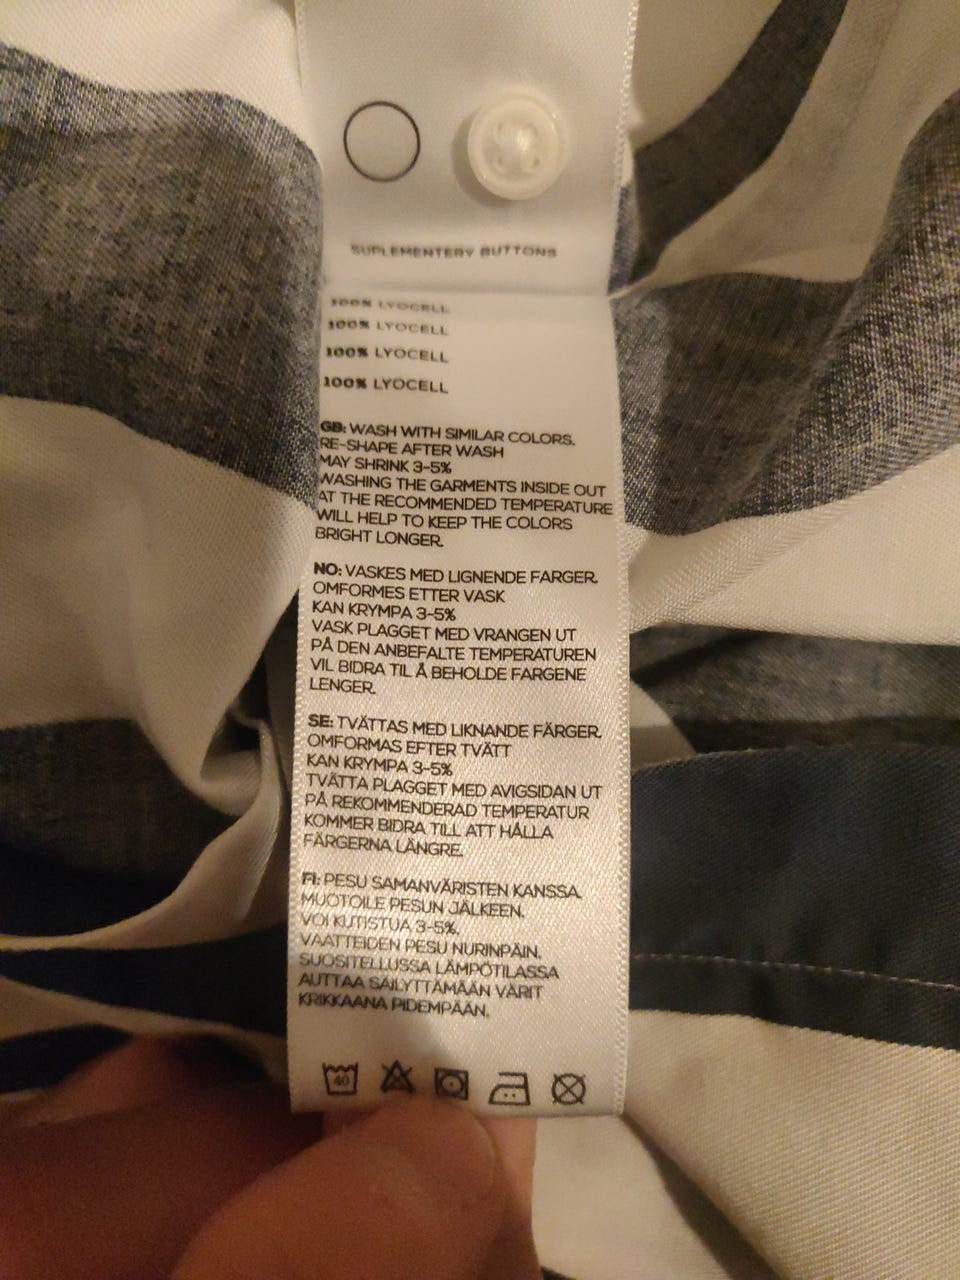 SUPLEMENTERY BUTTONS
100% LYOCELL
100% LYOCELL
100% LYOCELL
100% LYOCELL
GB: WASH WITH SIMILAR COLORS.
RE-SHAPE AFTER WASH
MAY SHRINK 3-5%
WASHING THE GARMENTS INSIDE OUT
AT THE RECOMMENDED TEMPERATURE
WILL HELP TO KEEP THE COLORS
BRIGHT LONGER.
NO: VASKES MED LIGNENDE FARGER.
OMFORMES ETTER VASK
KAN KRYMPA 3-5%
VASK PLAGGET MED VRANGEN UT
PÅ DEN ANBEFALTE TEMPERATUREN
VIL BIDRA TIL Å BEHOLDE FARGENE
LENGER.
SE: TVÄTTAS MED LIKNANDE FÄRGER.
OMFORMAS EFTER TVÄTT
KAN KRYMPA 3-5%
TVÄTTA PLAGGET MED AVIGSIDAN UT
PÅ REKOMMENDERAD TEMPERATUR
KOMMER BIDRA TILL ATT HÅLLA
FÄRGERNA LÄNGRE.
FI: PESU SAMANVÄRISTEN KANSSA.
MUOTOILE PESUN JÄLKEEN.
VOI KUTISTUA 3-5%.
VAATTEIDEN PESU NURINPÄIN.
SUOSITELLUSSA LÄMPÖTILASSA
AUTTAA SÄILYTTÄMÄÄN VÄRIT
KRIKKAANA PIDEMPÄÄN.
40